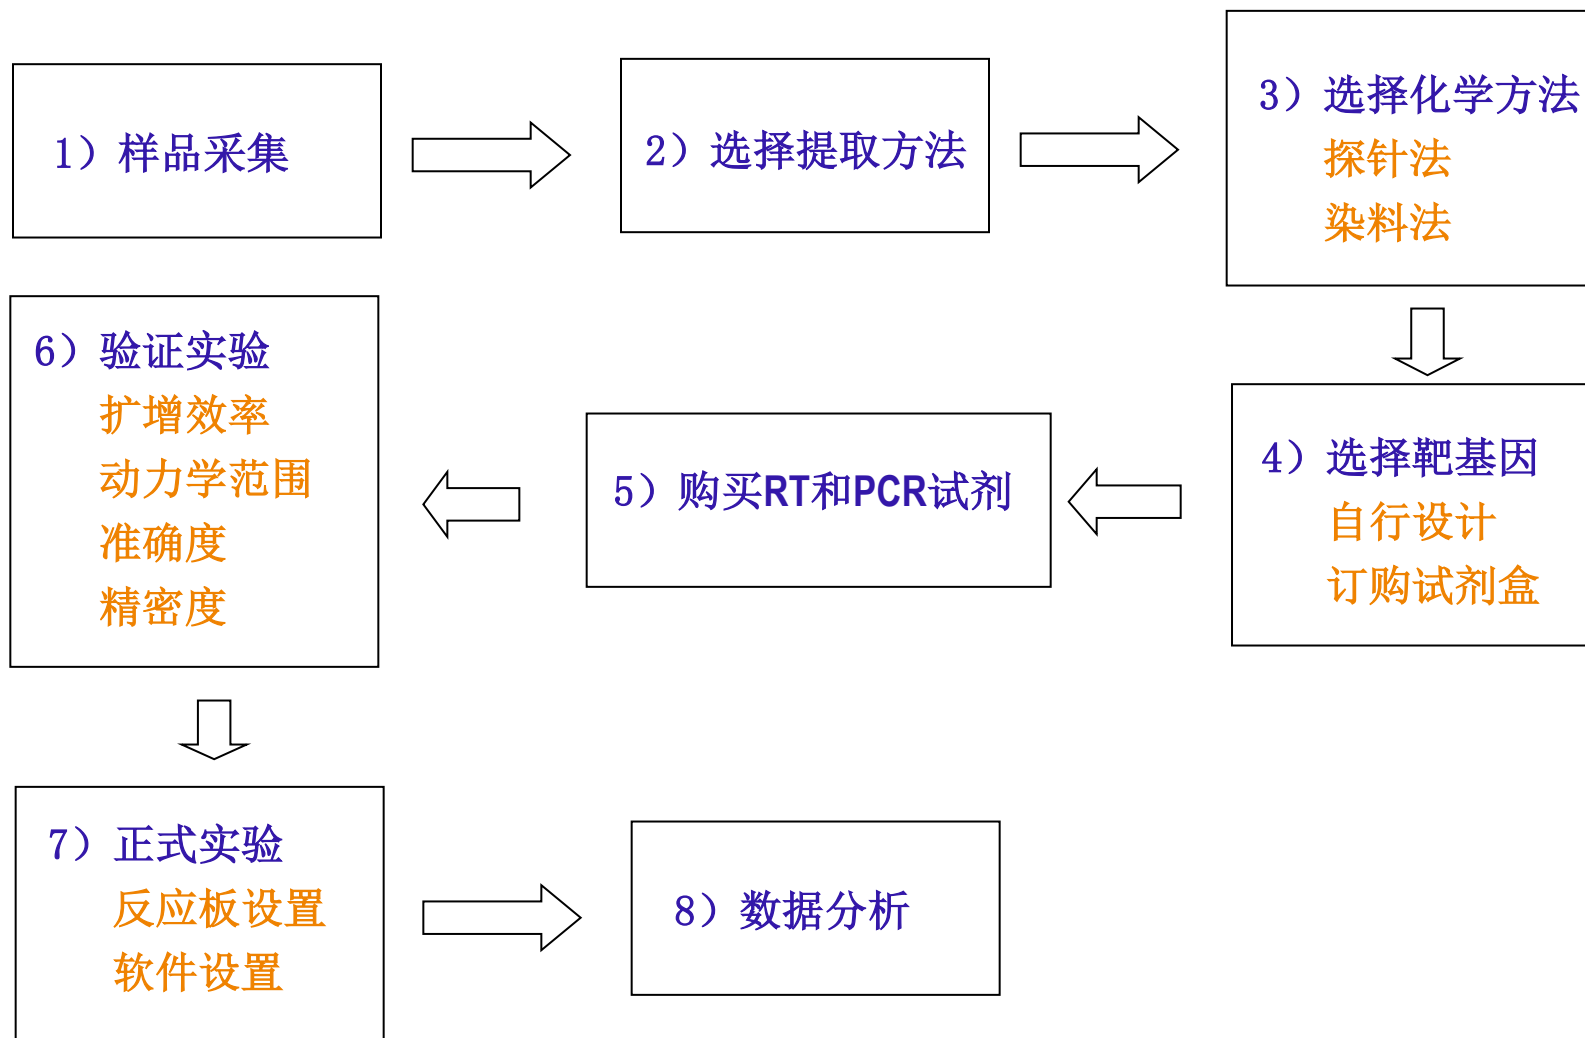 1）样品采集
2）选择提取方法
3）选择化学方法
探针法
染料法
4）选择靶基因
自行设计
订购试剂盒
5）购买RT和PCR试剂
6）验证实验
扩增效率
动力学范围
准确度
精密度
7）正式实验
反应板设置
软件设置
8）数据分析